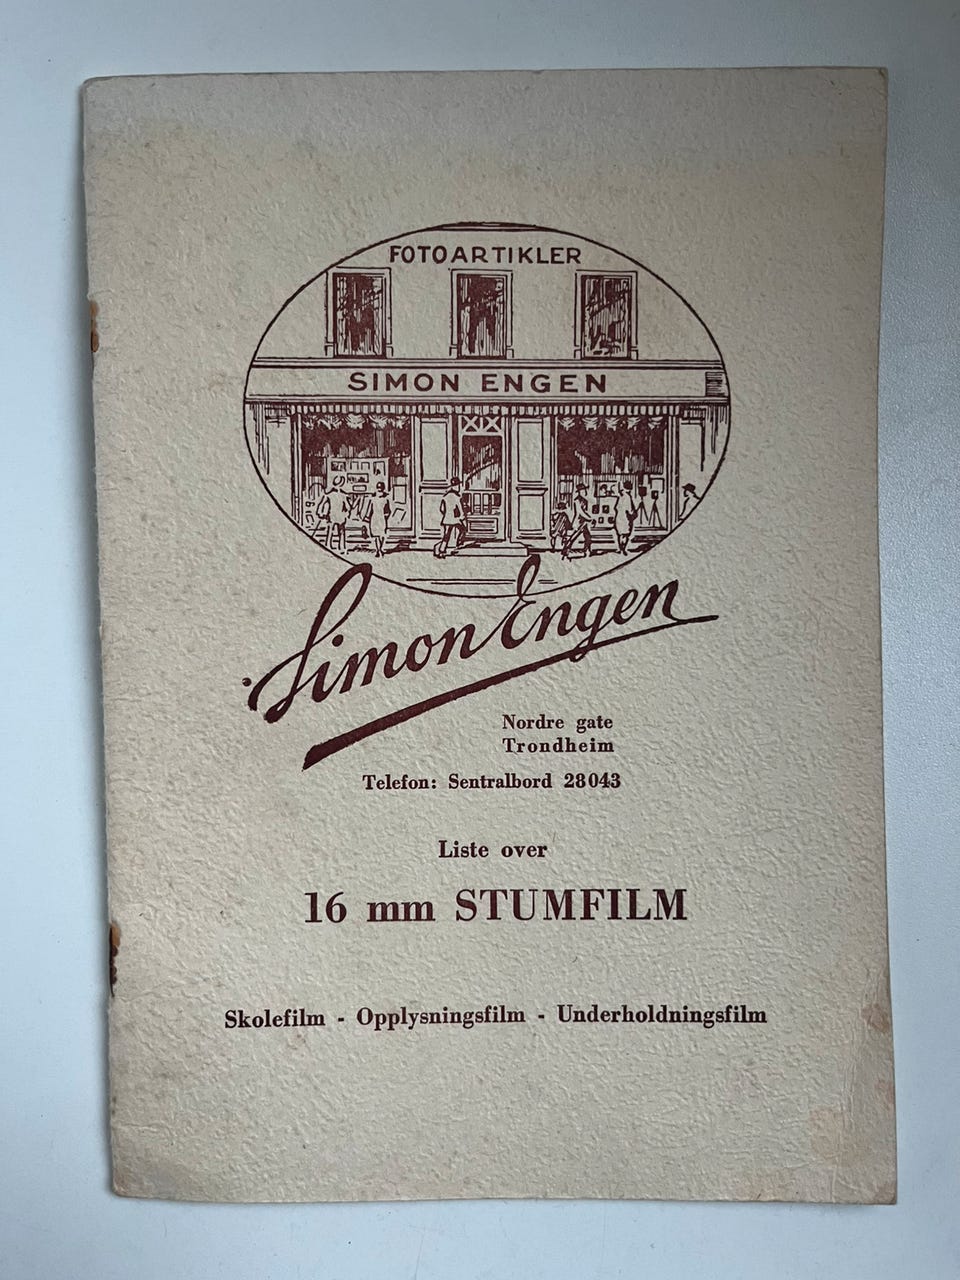 FOTOARTIKLER
SIMON ENGEN
Simon Engen
Nordre gate
Trondheim
Telefon: Sentralbord 28043
Liste over
16 mm STUMFILM
Skolefilm - Opplysningsfilm - Underholdningsfilm